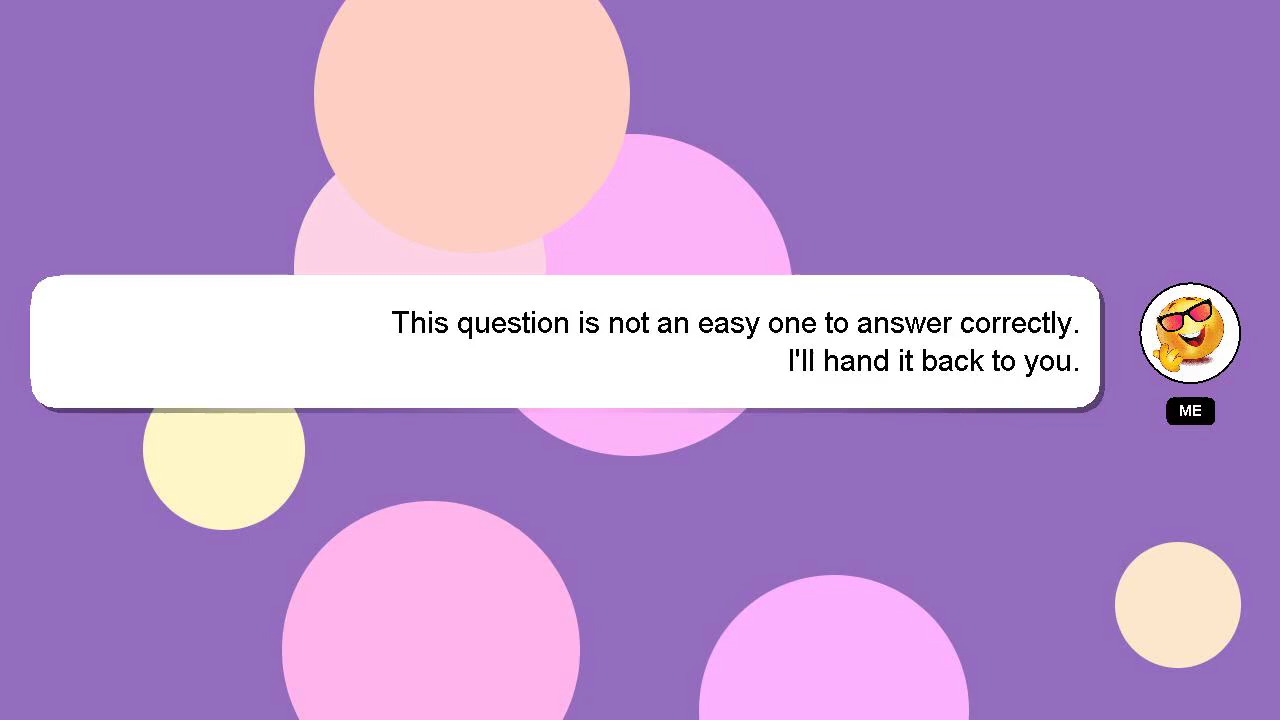 This question is not an easy one to answer correctly.
I'll hand it back to you.
ME